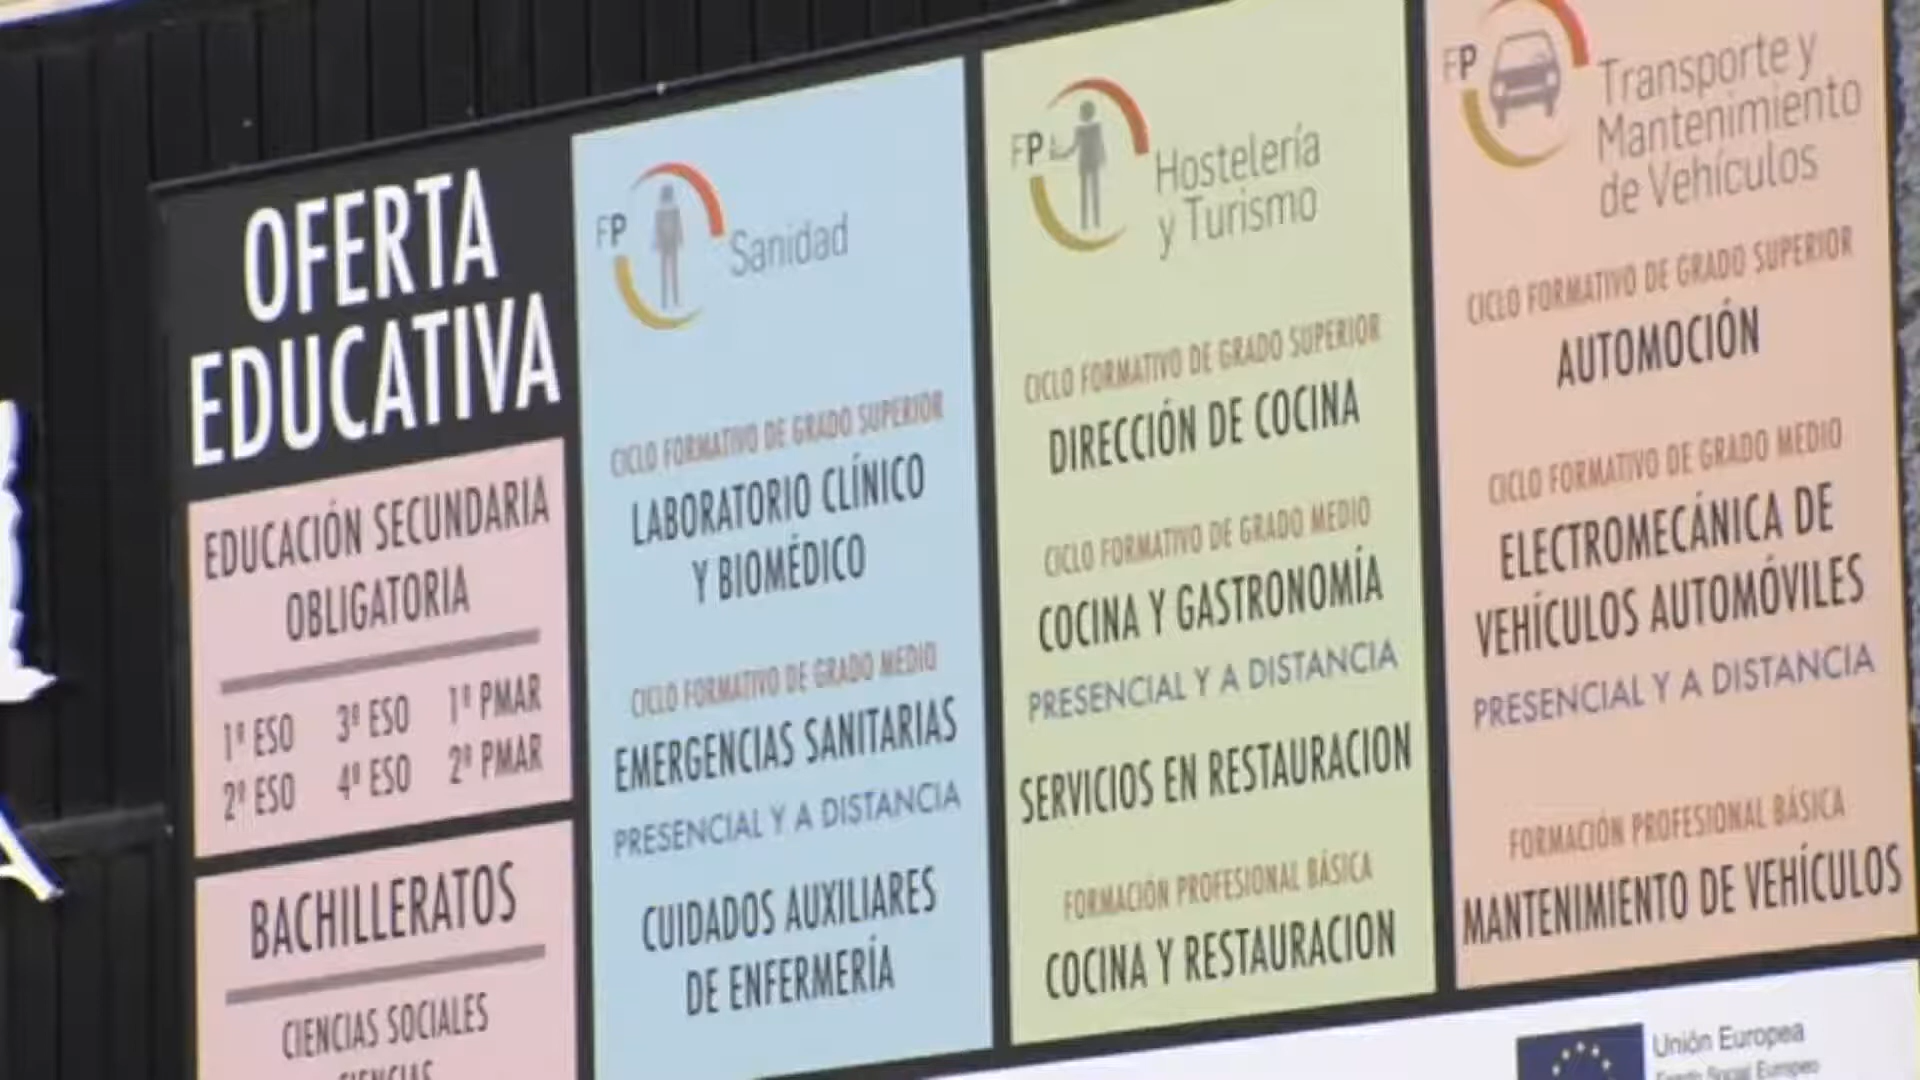 OFERTA
EDUCATIVA
EDUCACIÓN SECUNDARIA
OBLIGATORIA
1º ESO 3º ESO 1º PMAR
2º ESO 4º ESO 2º PMAR
BACHILLERATOS
CIENCIAS SOCIALES
CIENCIAS
FP Sanidad
CICLO FORMATIVO DE GRADO SUPERIOR
LABORATORIO CLÍNICO
Y BIOMÉDICO
CICLO FORMATIVO DE GRADO MEDIO
EMERGENCIAS SANITARIAS
PRESENCIAL Y A DISTANCIA
CUIDADOS AUXILIARES
DE ENFERMERÍA
FP Hostelería
y Turismo
CICLO FORMATIVO DE GRADO SUPERIOR
DIRECCIÓN DE COCINA
CICLO FORMATIVO DE GRADO MEDIO
COCINA Y GASTRONOMÍA
PRESENCIAL Y A DISTANCIA
SERVICIOS EN RESTAURACION
FORMACIÓN PROFESIONAL BÁSICA
COCINA Y RESTAURACION
FP Transporte y
Mantenimiento
de Vehículos
CICLO FORMATIVO DE GRADO SUPERIOR
AUTOMOCIÓN
CICLO FORMATIVO DE GRADO MEDIO
ELECTROMECÁNICA DE
VEHÍCULOS AUTOMÓVILES
PRESENCIAL Y A DISTANCIA
FORMACIÓN PROFESIONAL BÁSICA
MANTENIMIENTO DE VEHÍCULOS
Unión Europea
Fondo Social Europeo